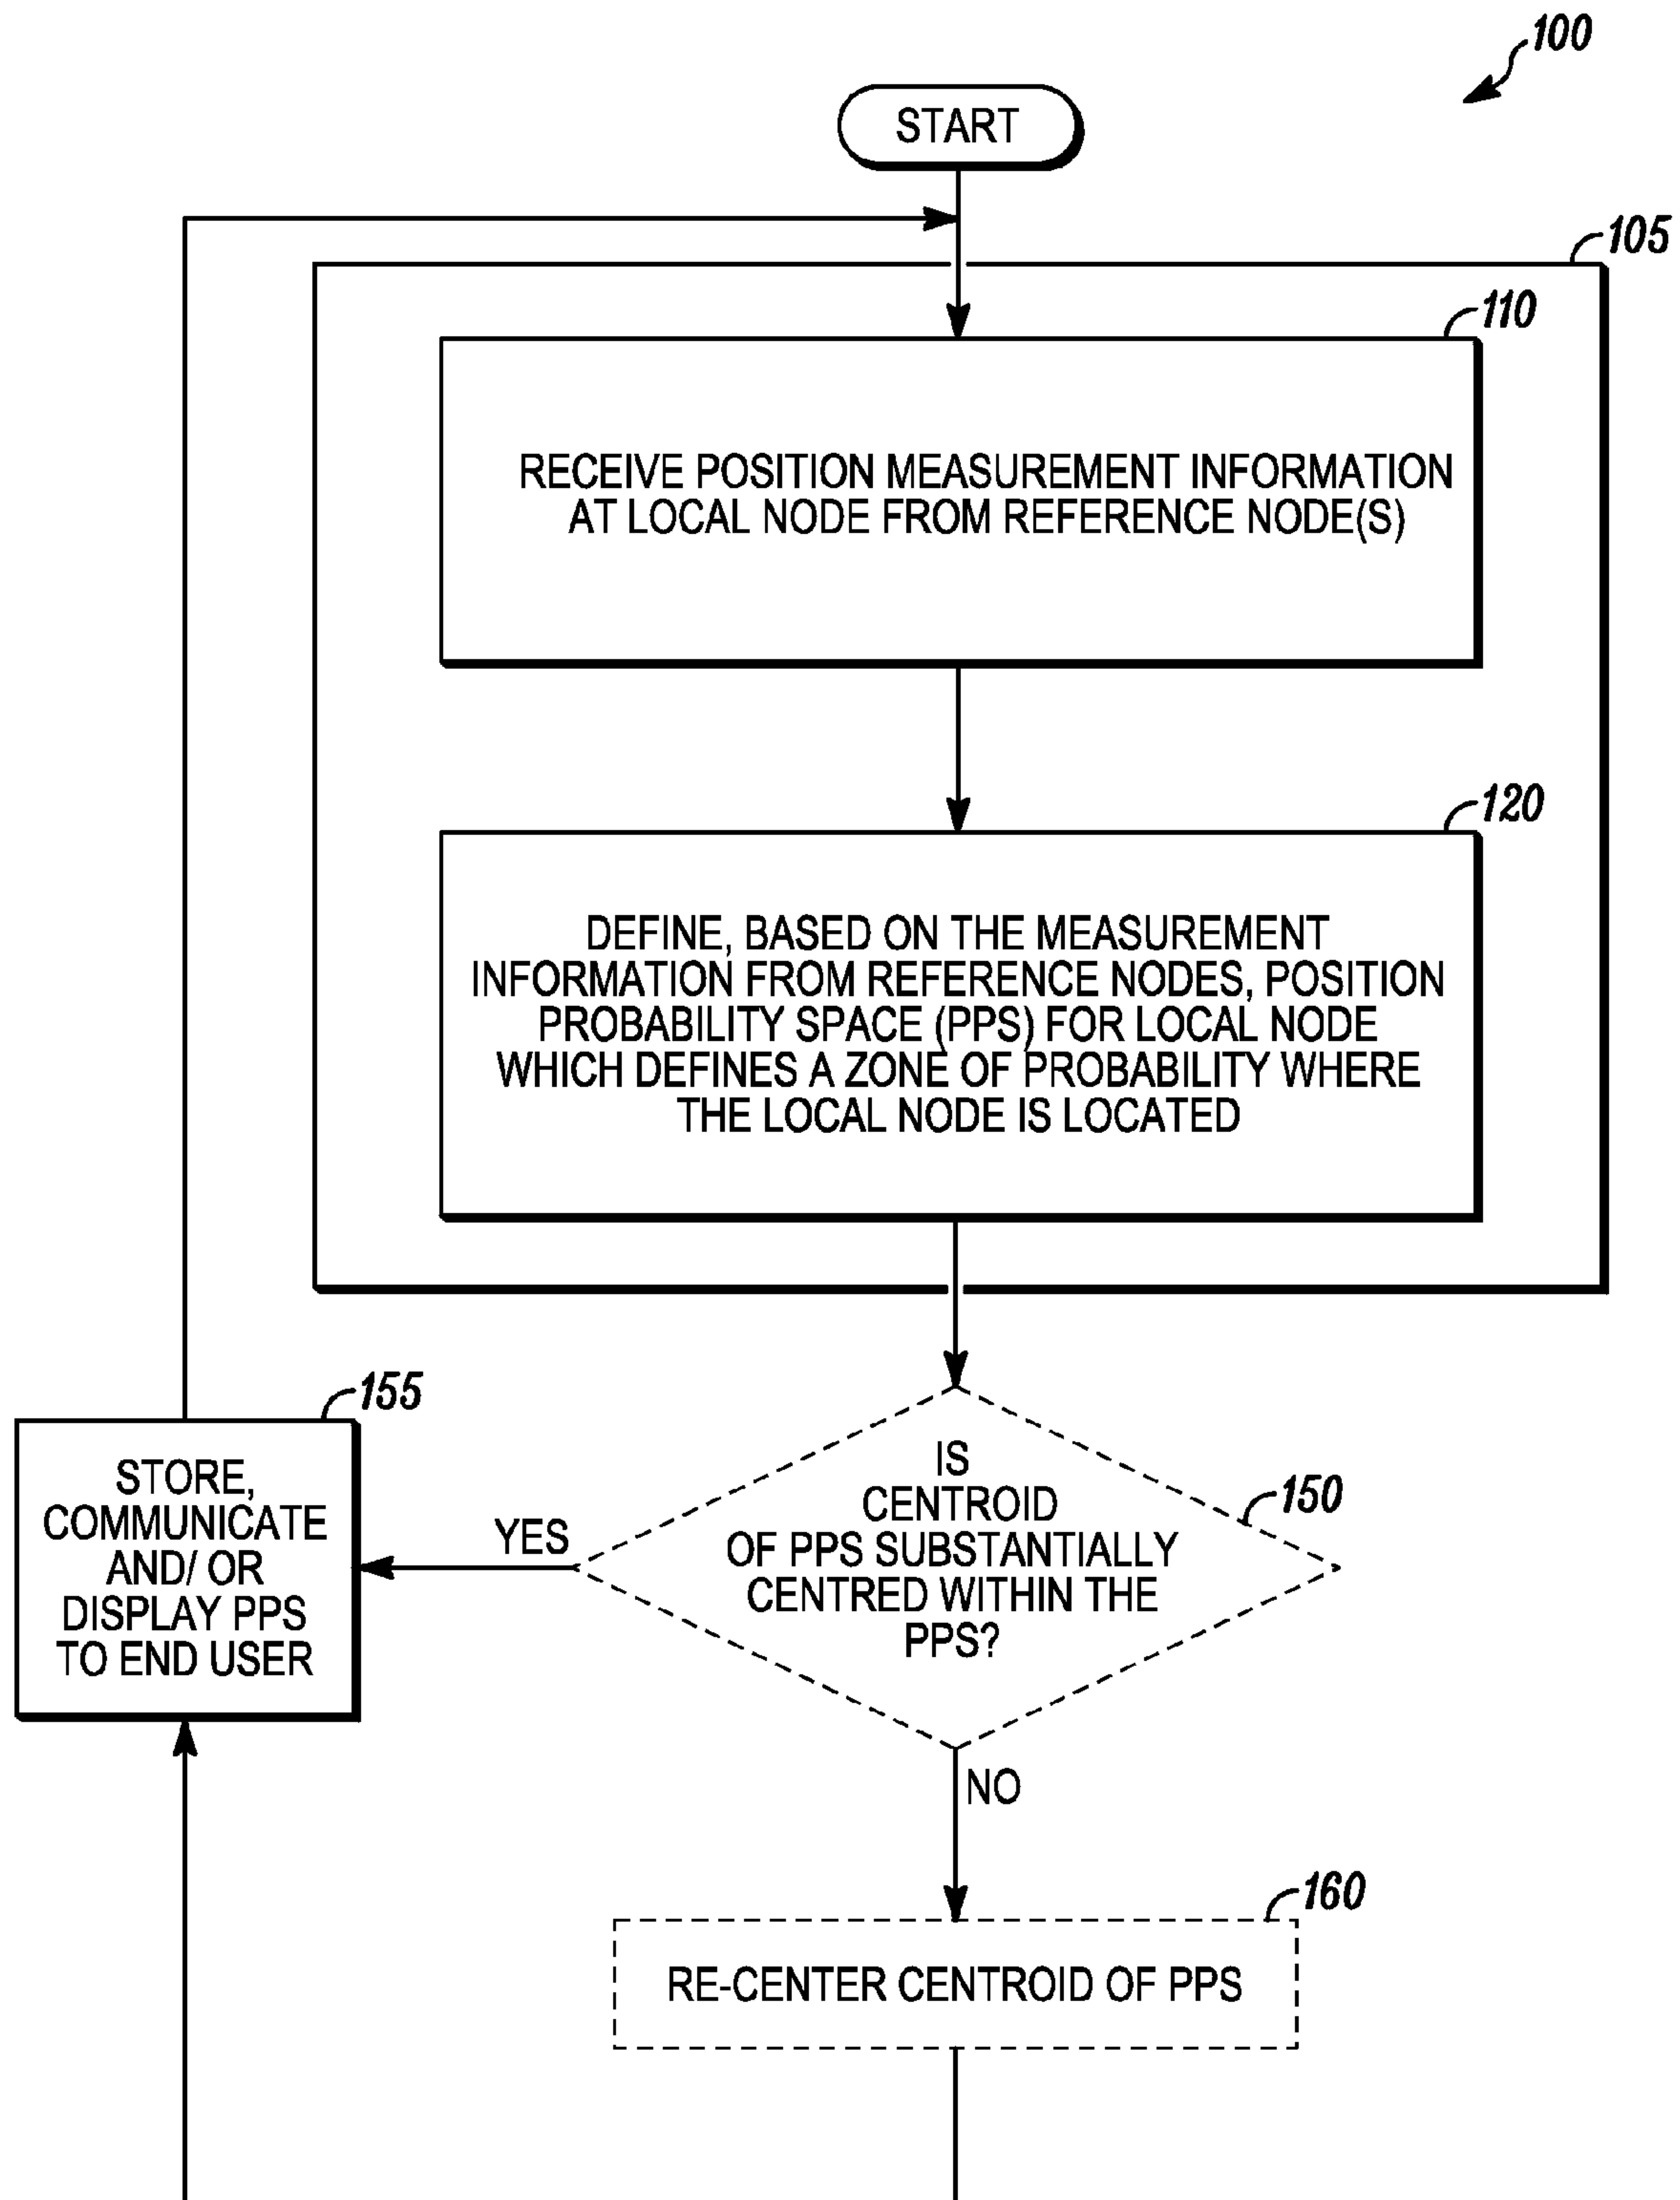 100
START
105
110
RECEIVE POSITION MEASUREMENT INFORMATION
AT LOCAL NODE FROM REFERENCE NODE(S)
120
DEFINE, BASED ON THE MEASUREMENT
INFORMATION FROM REFERENCE NODES, POSITION
PROBABILITY SPACE (PPS) FOR LOCAL NODE
WHICH DEFINES A ZONE OF PROBABILITY WHERE
THE LOCAL NODE IS LOCATED
155
STORE,
COMMUNICATE
AND/ OR
DISPLAY PPS
TO END USER
YES
IS
CENTROID
OF PPS SUBSTANTIALLY
CENTRED WITHIN THE
PPS?
150
NO
160
RE-CENTER CENTROID OF PPS